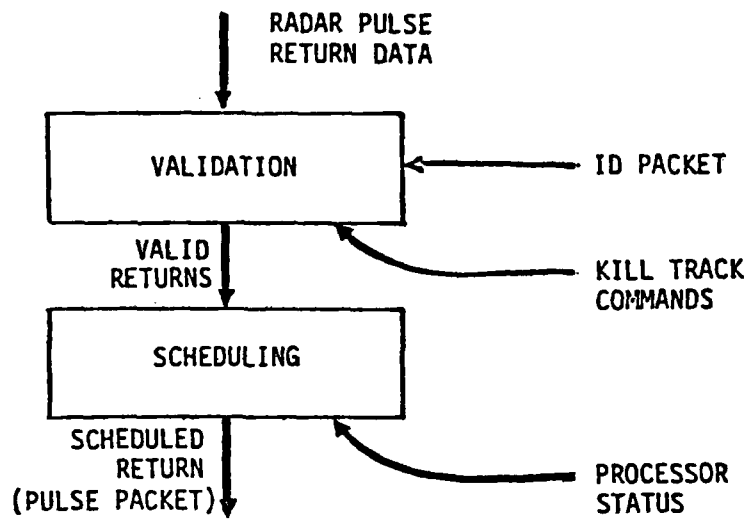 RADAR PULSE
RETURN DATA
VALIDATION
ID PACKET
VALID
RETURNS
KILL TRACK
COMMANDS
SCHEDULING
SCHEDULED
RETURN
(PULSE PACKET)
PROCESSOR
STATUS